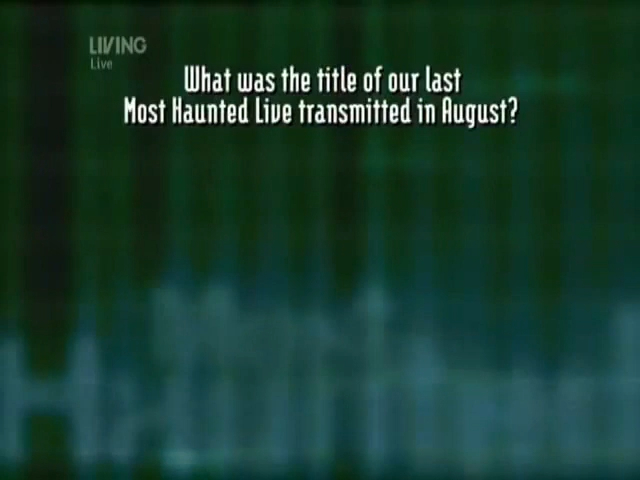 LIVING
Live
What was the title of our last
Most Haunted Live transmitted in August?